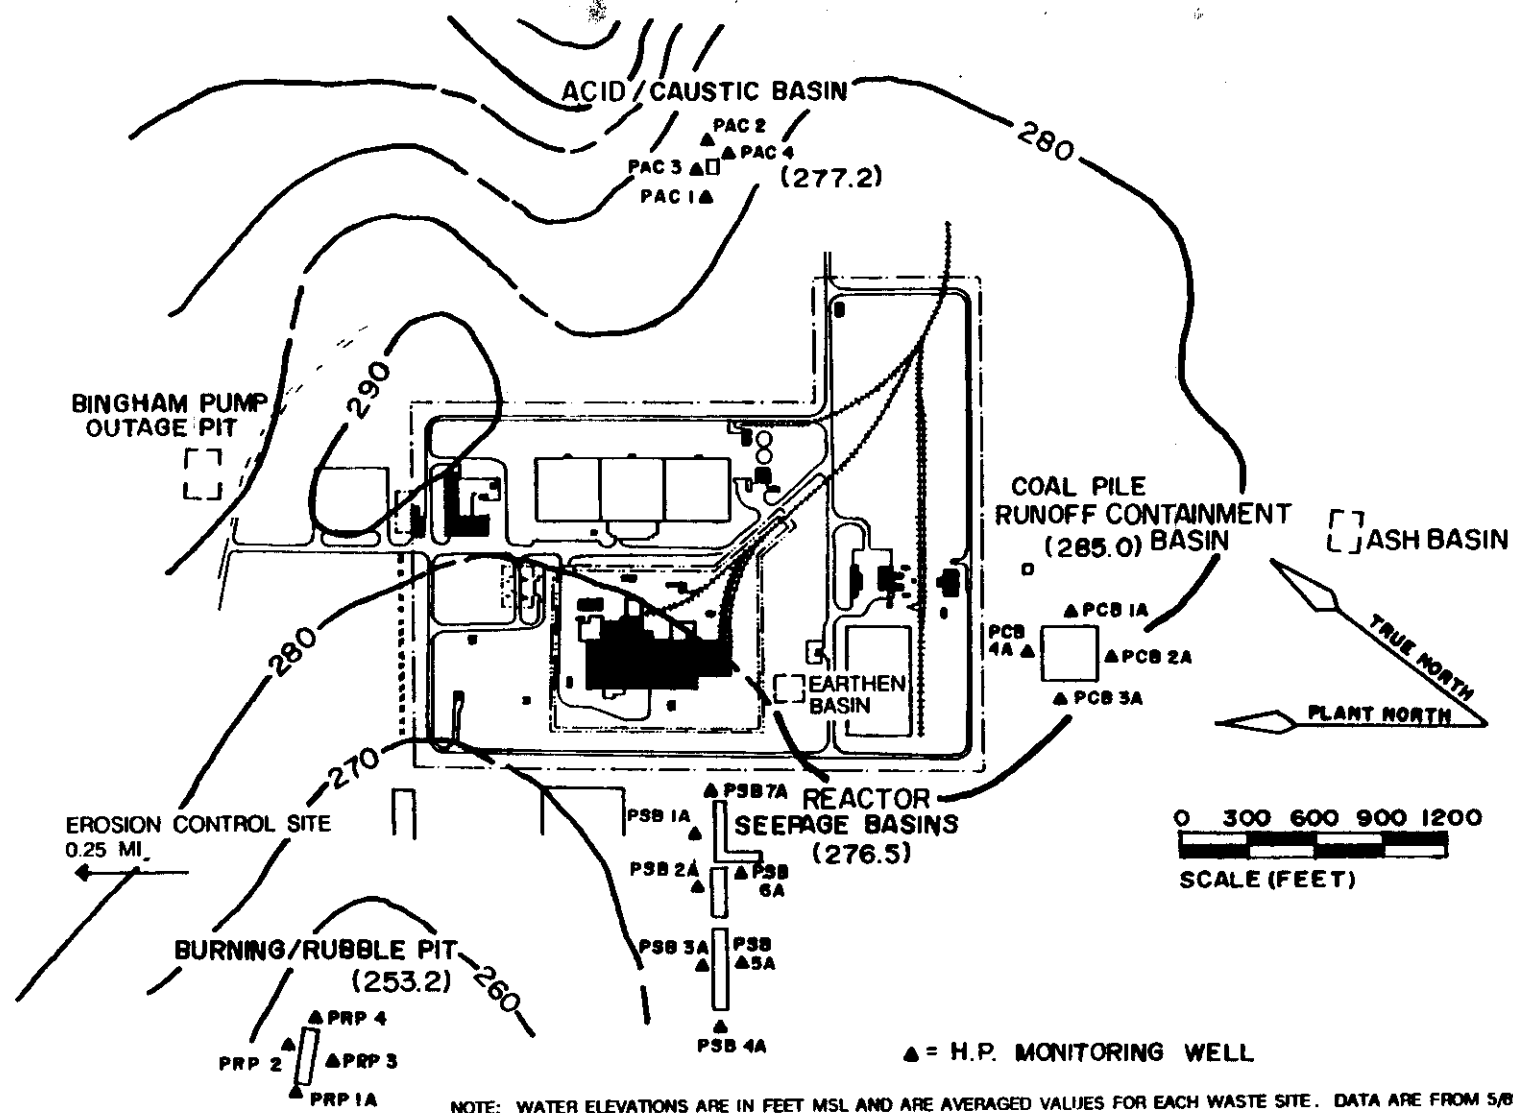 ACID/CAUSTIC BASIN
PAC 2
PAC 4
PAC 3
(277.2)
PAC 1
280
290
BINGHAM PUMP
OUTAGE PIT
COAL PILE
RUNOFF CONTAINMENT
(285.0) BASIN
ASH BASIN
PCB 1A
PCB
4A
PCB 2A
PCB 3A
TRUE NORTH
PLANT NORTH
280
EARTHEN
BASIN
270
PSB 7A
REACTOR
PSB 1A
SEEPAGE BASINS
(276.5)
PSB 2A
PSB
6A
EROSION CONTROL SITE
0.25 MI.
0 300 600 900 1200
SCALE (FEET)
BURNING/RUBBLE PIT
(253.2)
260
PSB 3A
PSB
5A
PSB 4A
PRP 4
PRP 2
PRP 3
PRP 1A
▲ = H.P. MONITORING WELL
NOTE: WATER ELEVATIONS ARE IN FEET MSL AND ARE AVERAGED VALUES FOR EACH WASTE SITE. DATA ARE FROM